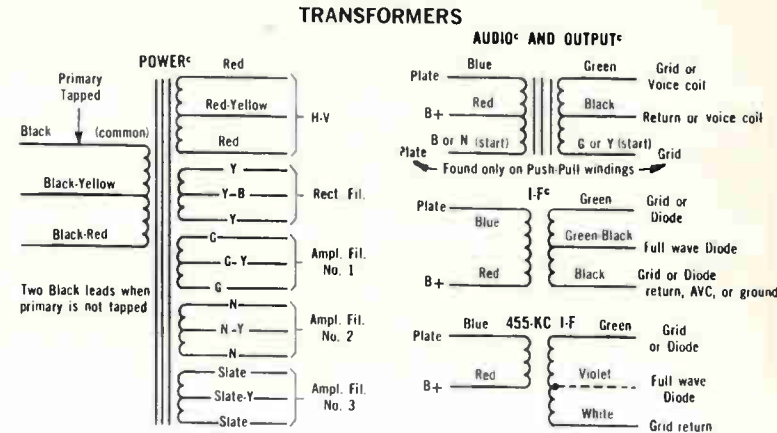 TRANSFORMERS
POWERᶜ
Primary
Tapped
Black (common)
Black-Yellow
Black-Red
Two Black leads when
primary is not tapped
Red
Red-Yellow
Red
H-V
Y
Y-B
Y
Rect Fil.
G
G-Y
G
Ampl. Fil.
No. 1
N
N-Y
N
Ampl. Fil.
No. 2
Slate
Slate-Y
Slate
Ampl. Fil.
No. 3
AUDIOᶜ AND OUTPUTᶜ
Plate Blue Green Grid or
Voice coil
B+ Red Black Return or voice coil
B or N (start) G or Y (start)
Plate Found only on Push-Pull windings Grid
I-Fᶜ
Plate Blue Green Grid or
Diode
Green-Black Full wave Diode
B+ Red Black Grid or Diode
return, AVC, or ground
455-KC I-F
Plate Blue Green Grid
or Diode
B+ Red Violet Full wave
Diode
White Grid return